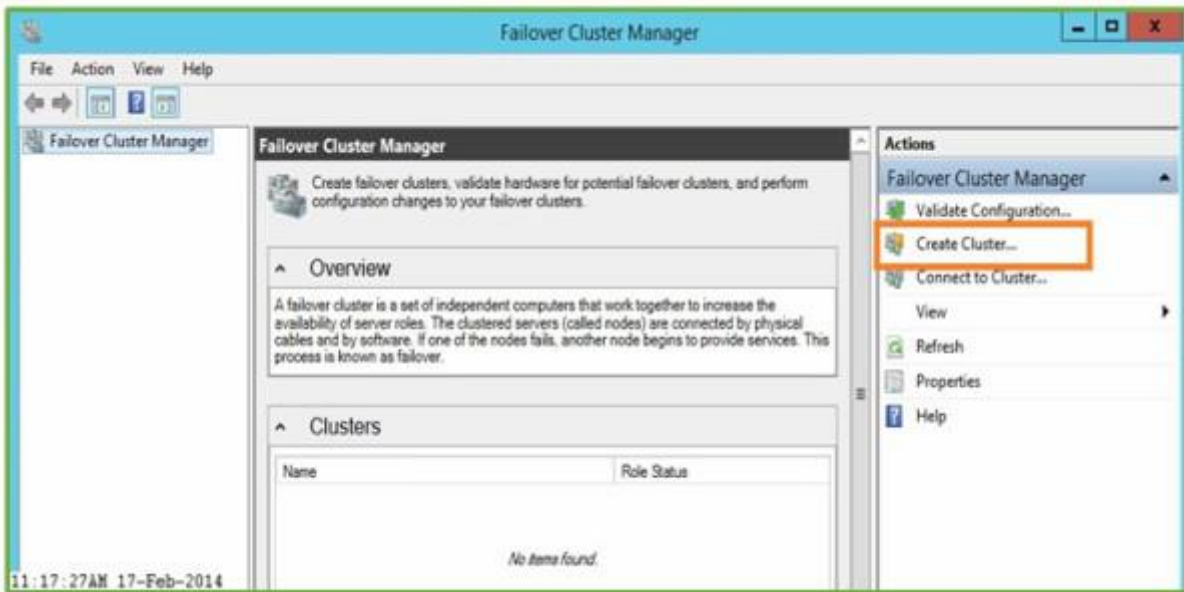 Failover Cluster Manager
File Action View Help
Failover Cluster Manager
Failover Cluster Manager
Create failover clusters, validate hardware for potential failover clusters, and perform
configuration changes to your failover clusters.
Overview
A failover cluster is a set of independent computers that work together to increase the
availability of server roles. The clustered servers (called nodes) are connected by physical
cables and by software. If one of the nodes fails, another node begins to provide services. This
process is known as failover.
Clusters
Name Role Status
No items found.
Actions
Failover Cluster Manager
Validate Configuration...
Create Cluster...
Connect to Cluster...
View
Refresh
Properties
Help
11:17:27AM 17-Feb-2014